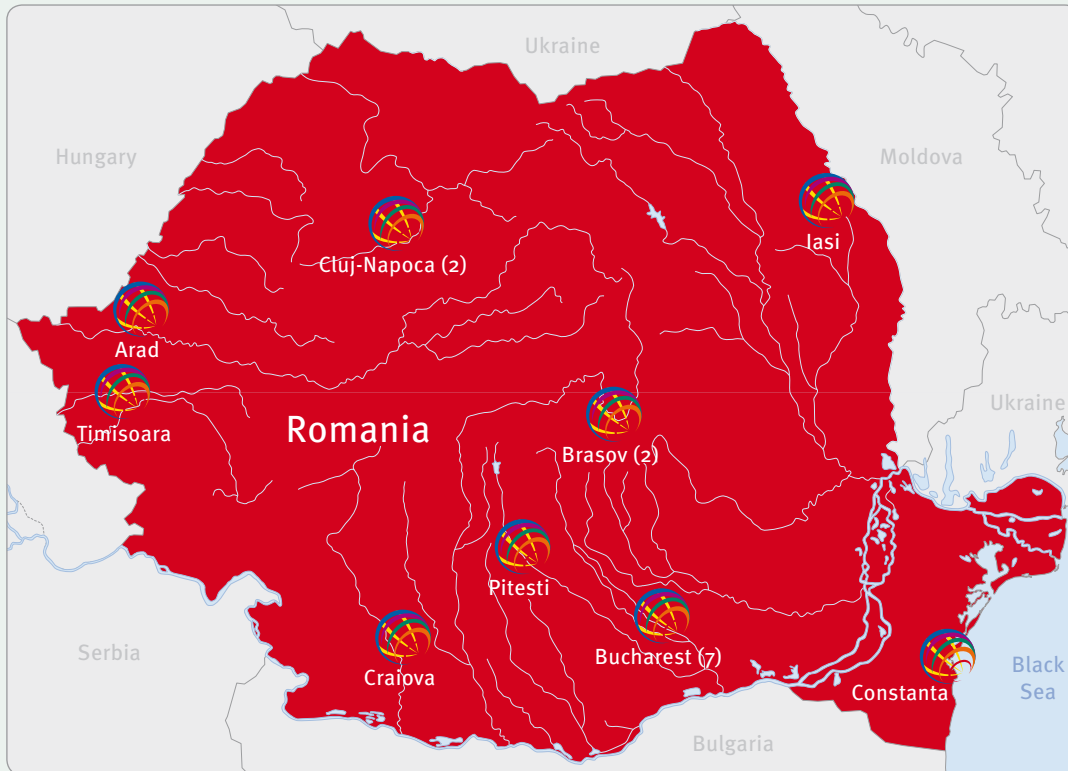 Ukraine
Hungary
Moldova
Iasi
Cluj-Napoca (2)
Arad
Timisoara
Romania
Ukraine
Brasov (2)
Pitesti
Serbia
Craiova
Bucharest (7)
Constanta
Black
Sea
Bulgaria